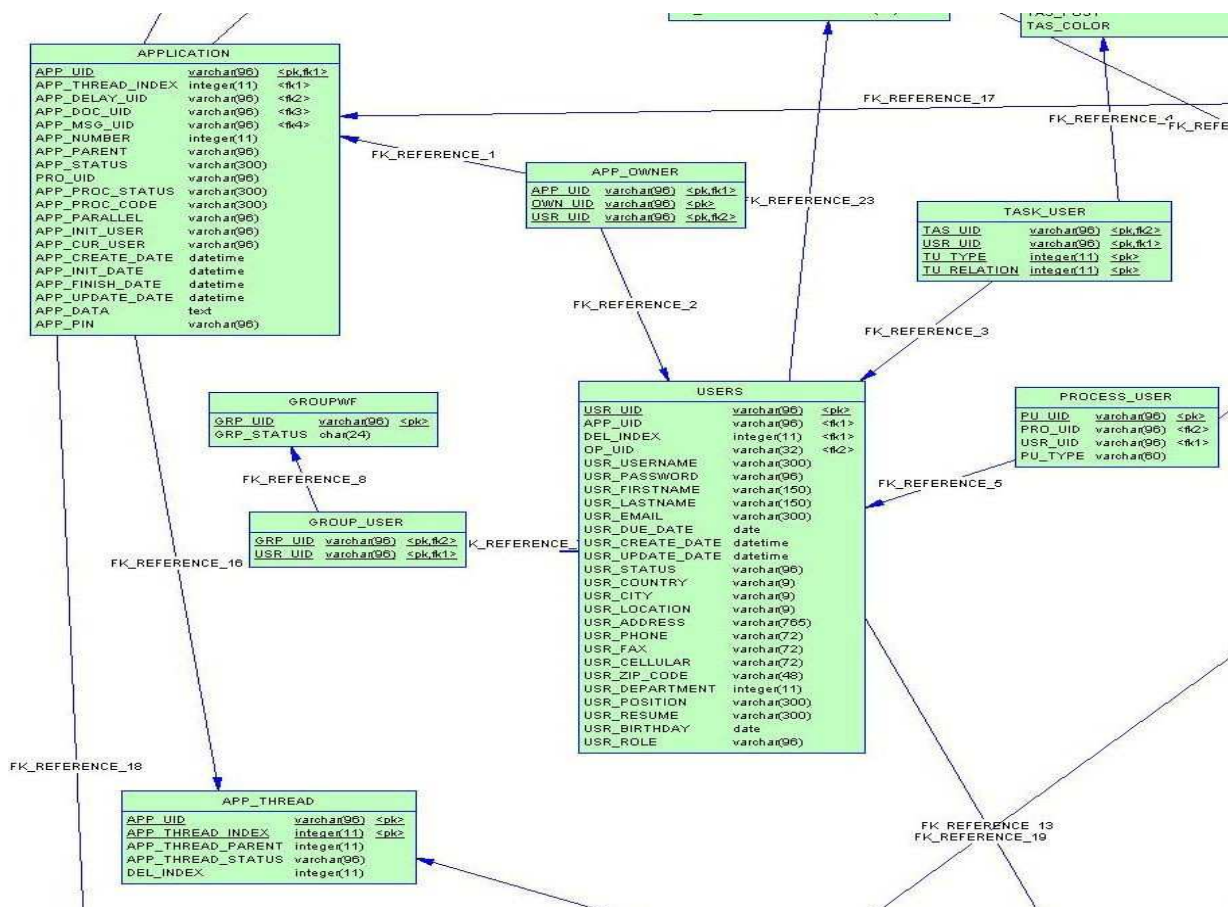 TAS_COLOR
APPLICATION
APP_UID varchar(96) <pk,fk1>
APP_THREAD_INDEX integer(11) <fk1>
APP_DELAY_UID varchar(96) <fk2>
APP_DOC_UID varchar(96) <fk3>
APP_MSG_UID varchar(96) <fk4>
APP_NUMBER integer(11)
APP_PARENT varchar(96)
APP_STATUS varchar(300)
PRO_UID varchar(96)
APP_PROC_STATUS varchar(300)
APP_PROC_CODE varchar(300)
APP_PARALLEL varchar(96)
APP_INIT_USER varchar(96)
APP_CUR_USER varchar(96)
APP_CREATE_DATE datetime
APP_INIT_DATE datetime
APP_FINISH_DATE datetime
APP_UPDATE_DATE datetime
APP_DATA text
APP_PIN varchar(96)
FK_REFERENCE_17
FK_REFERENCE_4
FK_REFE
FK_REFERENCE_1
APP_OWNER
APP_UID varchar(96) <pk,fk1>
OWN_UID varchar(96) <pk>
USR_UID varchar(96) <pk,fk2>
FK_REFERENCE_23
TASK_USER
TAS_UID varchar(96) <pk,fk2>
USR_UID varchar(96) <pk,fk1>
TU_TYPE integer(11) <pk>
TU_RELATION integer(11) <pk>
FK_REFERENCE_2
FK_REFERENCE_3
GROUPWF
GRP_UID varchar(96) <pk>
GRP_STATUS char(24)
FK_REFERENCE_8
GROUP_USER
GRP_UID varchar(96) <pk,fk2>
USR_UID varchar(96) <pk,fk1>
K_REFERENCE_
USERS
USR_UID varchar(96) <pk>
APP_UID varchar(96) <fk1>
DEL_INDEX integer(11) <fk1>
OP_UID varchar(32) <fk2>
USR_USERNAME varchar(300)
USR_PASSWORD varchar(96)
USR_FIRSTNAME varchar(150)
USR_LASTNAME varchar(150)
USR_EMAIL varchar(300)
USR_DUE_DATE date
USR_CREATE_DATE datetime
USR_UPDATE_DATE datetime
USR_STATUS varchar(96)
USR_COUNTRY varchar(9)
USR_CITY varchar(9)
USR_LOCATION varchar(9)
USR_ADDRESS varchar(765)
USR_PHONE varchar(72)
USR_FAX varchar(72)
USR_CELLULAR varchar(72)
USR_ZIP_CODE varchar(48)
USR_DEPARTMENT integer(11)
USR_POSITION varchar(300)
USR_RESUME varchar(300)
USR_BIRTHDAY date
USR_ROLE varchar(96)
PROCESS_USER
PU_UID varchar(96) <pk>
PRO_UID varchar(96) <fk2>
USR_UID varchar(96) <fk1>
PU_TYPE varchar(60)
FK_REFERENCE_5
FK_REFERENCE_16
FK_REFERENCE_18
APP_THREAD
APP_UID varchar(96) <pk>
APP_THREAD_INDEX integer(11) <pk>
APP_THREAD_PARENT integer(11)
APP_THREAD_STATUS varchar(96)
DEL_INDEX integer(11)
FK_REFERENCE_13
FK_REFERENCE_19